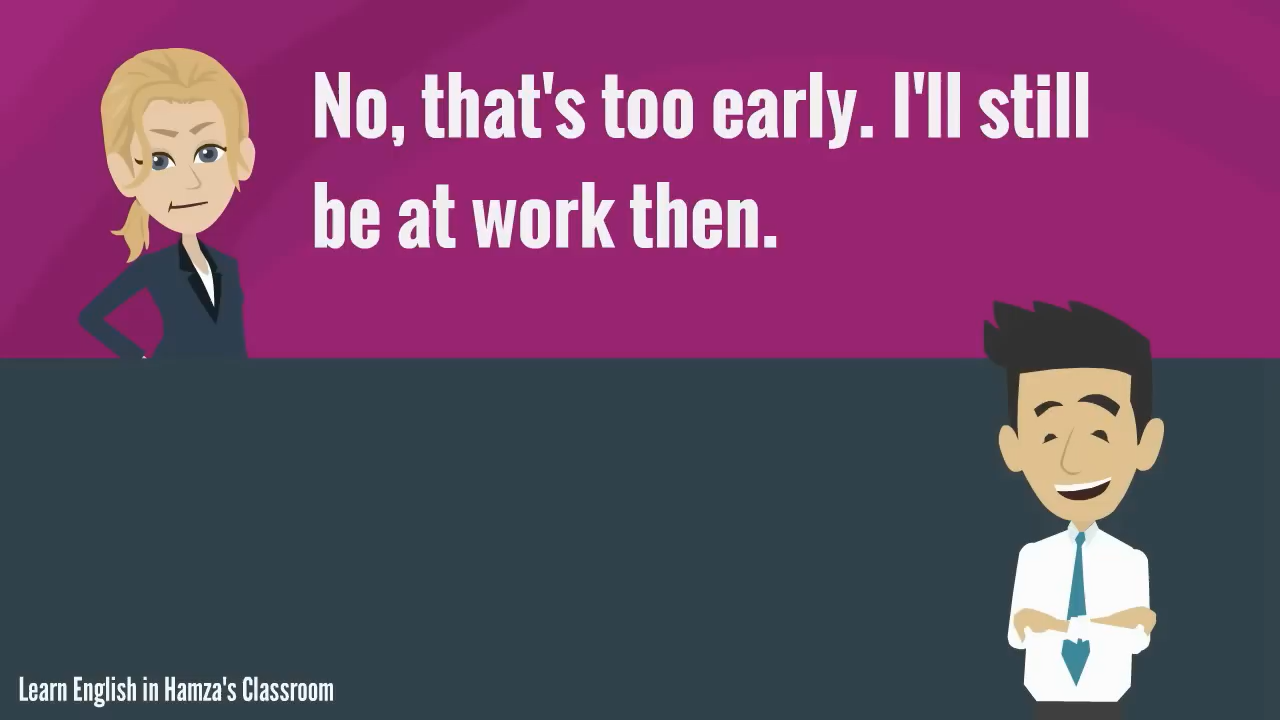 No, that's too early. I'll still
be at work then.
Learn English in Hamza's Classroom